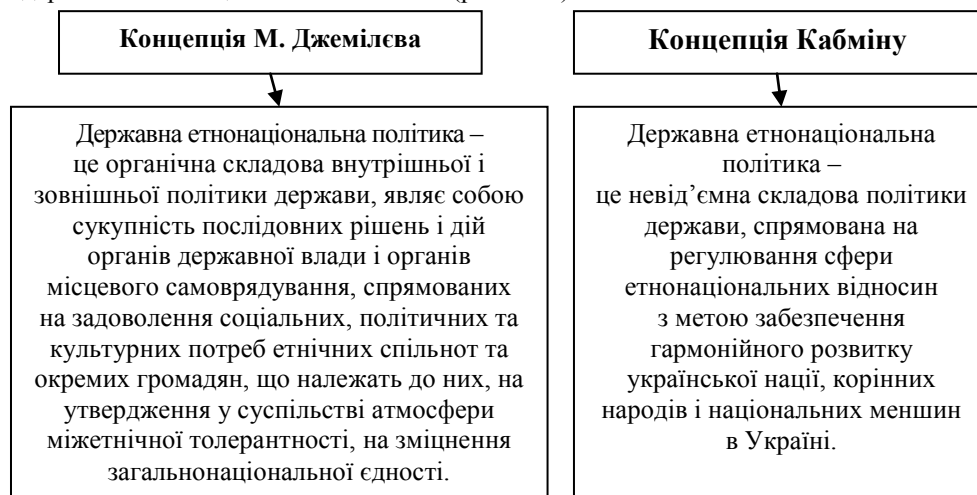 Концепція М. Джемілєва
Державна етнонаціональна політика –
це органічна складова внутрішньої і
зовнішньої політики держави, являє собою
сукупність послідовних рішень і дій
органів державної влади і органів
місцевого самоврядування, спрямованих
на задоволення соціальних, політичних та
культурних потреб етнічних спільнот та
окремих громадян, що належать до них, на
утвердження у суспільстві атмосфери
міжетнічної толерантності, на зміцнення
загальнонаціональної єдності.
Концепція Кабміну
Державна етнонаціональна
політика –
це невід’ємна складова політики
держави, спрямована на
регулювання сфери
етнонаціональних відносин
з метою забезпечення
гармонійного розвитку
української нації, корінних
народів і національних меншин
в Україні.